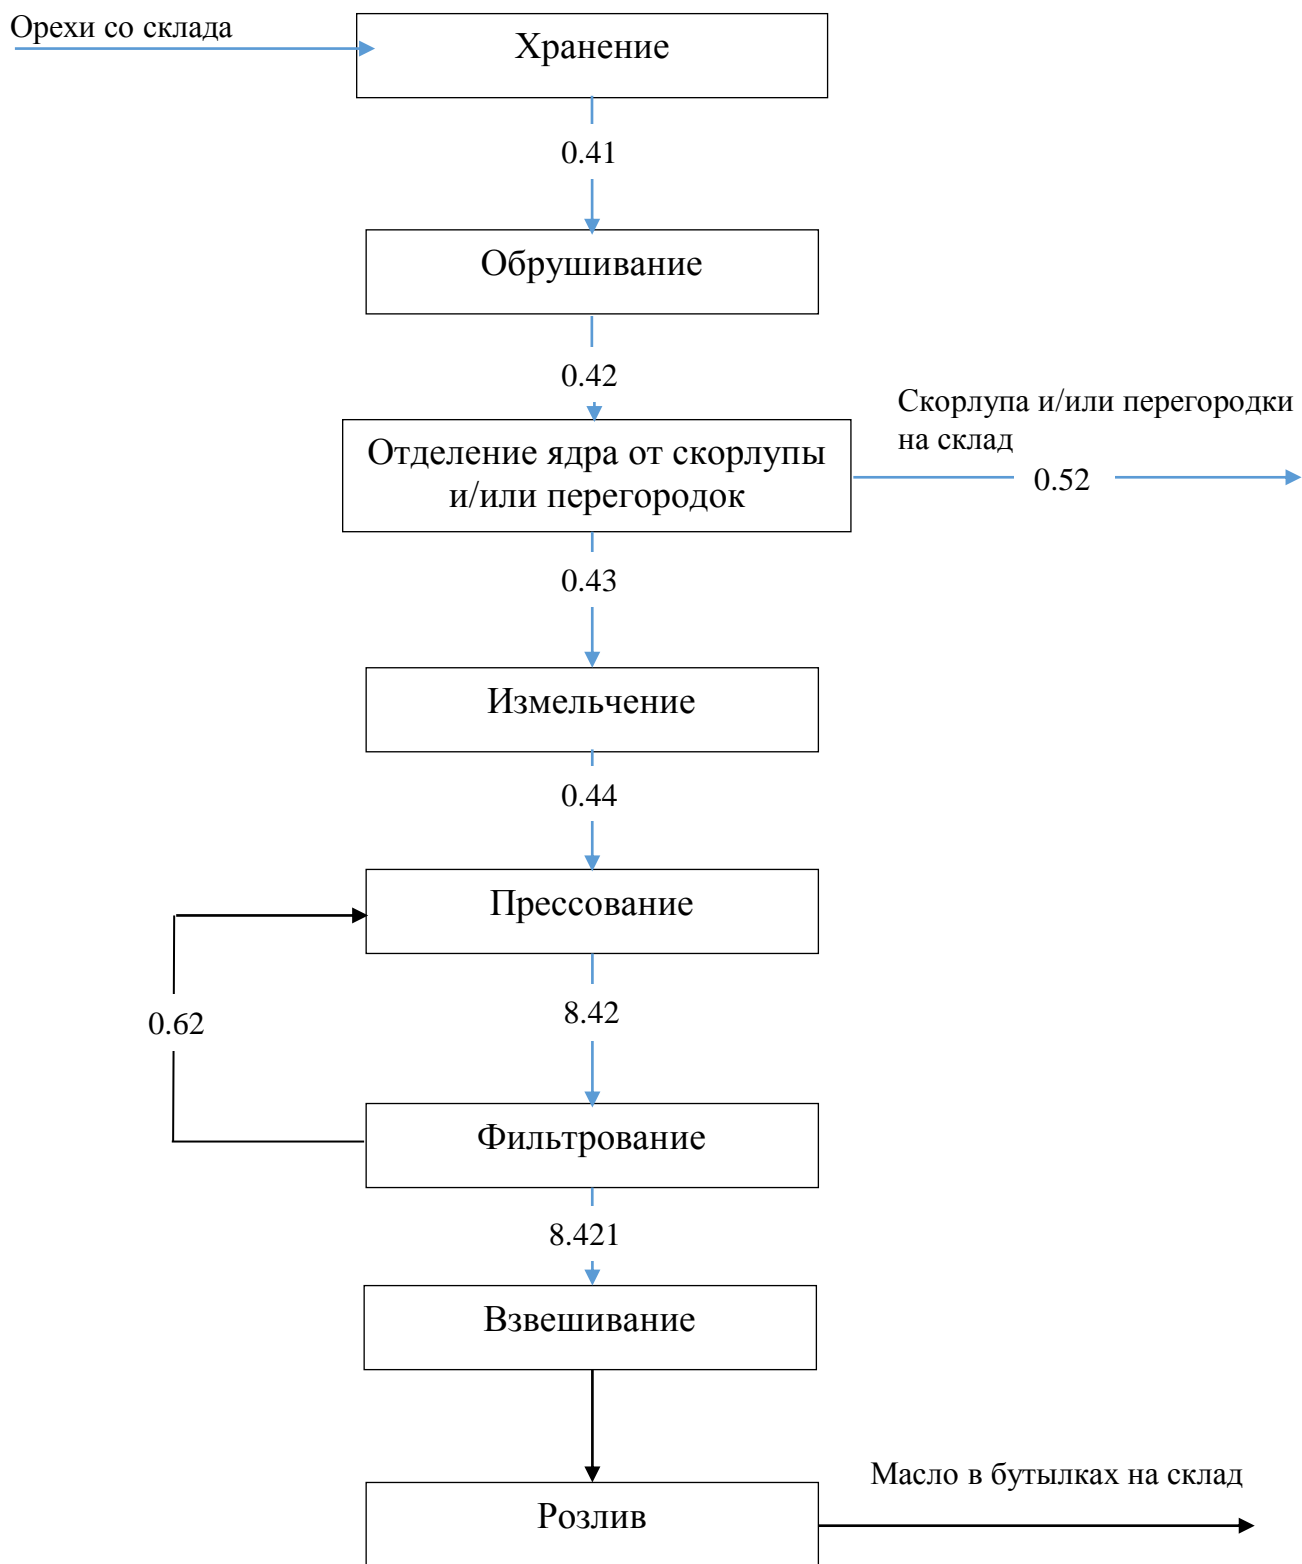 Орехи со склада
Хранение
0.41
Обрушивание
0.42
Скорлупа и/или перегородки
на склад
Отделение ядра от скорлупы
и/или перегородок
0.52
0.43
Измельчение
0.44
Прессование
8.42
0.62
Фильтрование
8.421
Взвешивание
Масло в бутылках на склад
Розлив